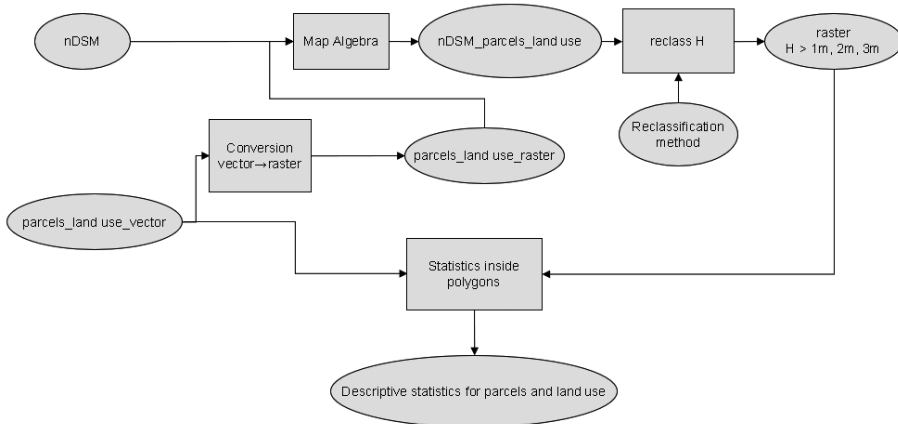 nDSM
Map Algebra
nDSM_parcels_land use
reclass H
raster
H > 1m, 2m, 3m
Reclassification
method
Conversion
vector→raster
parcels_land use_raster
parcels_land use_vector
Statistics inside
polygons
Descriptive statistics for parcels and land use